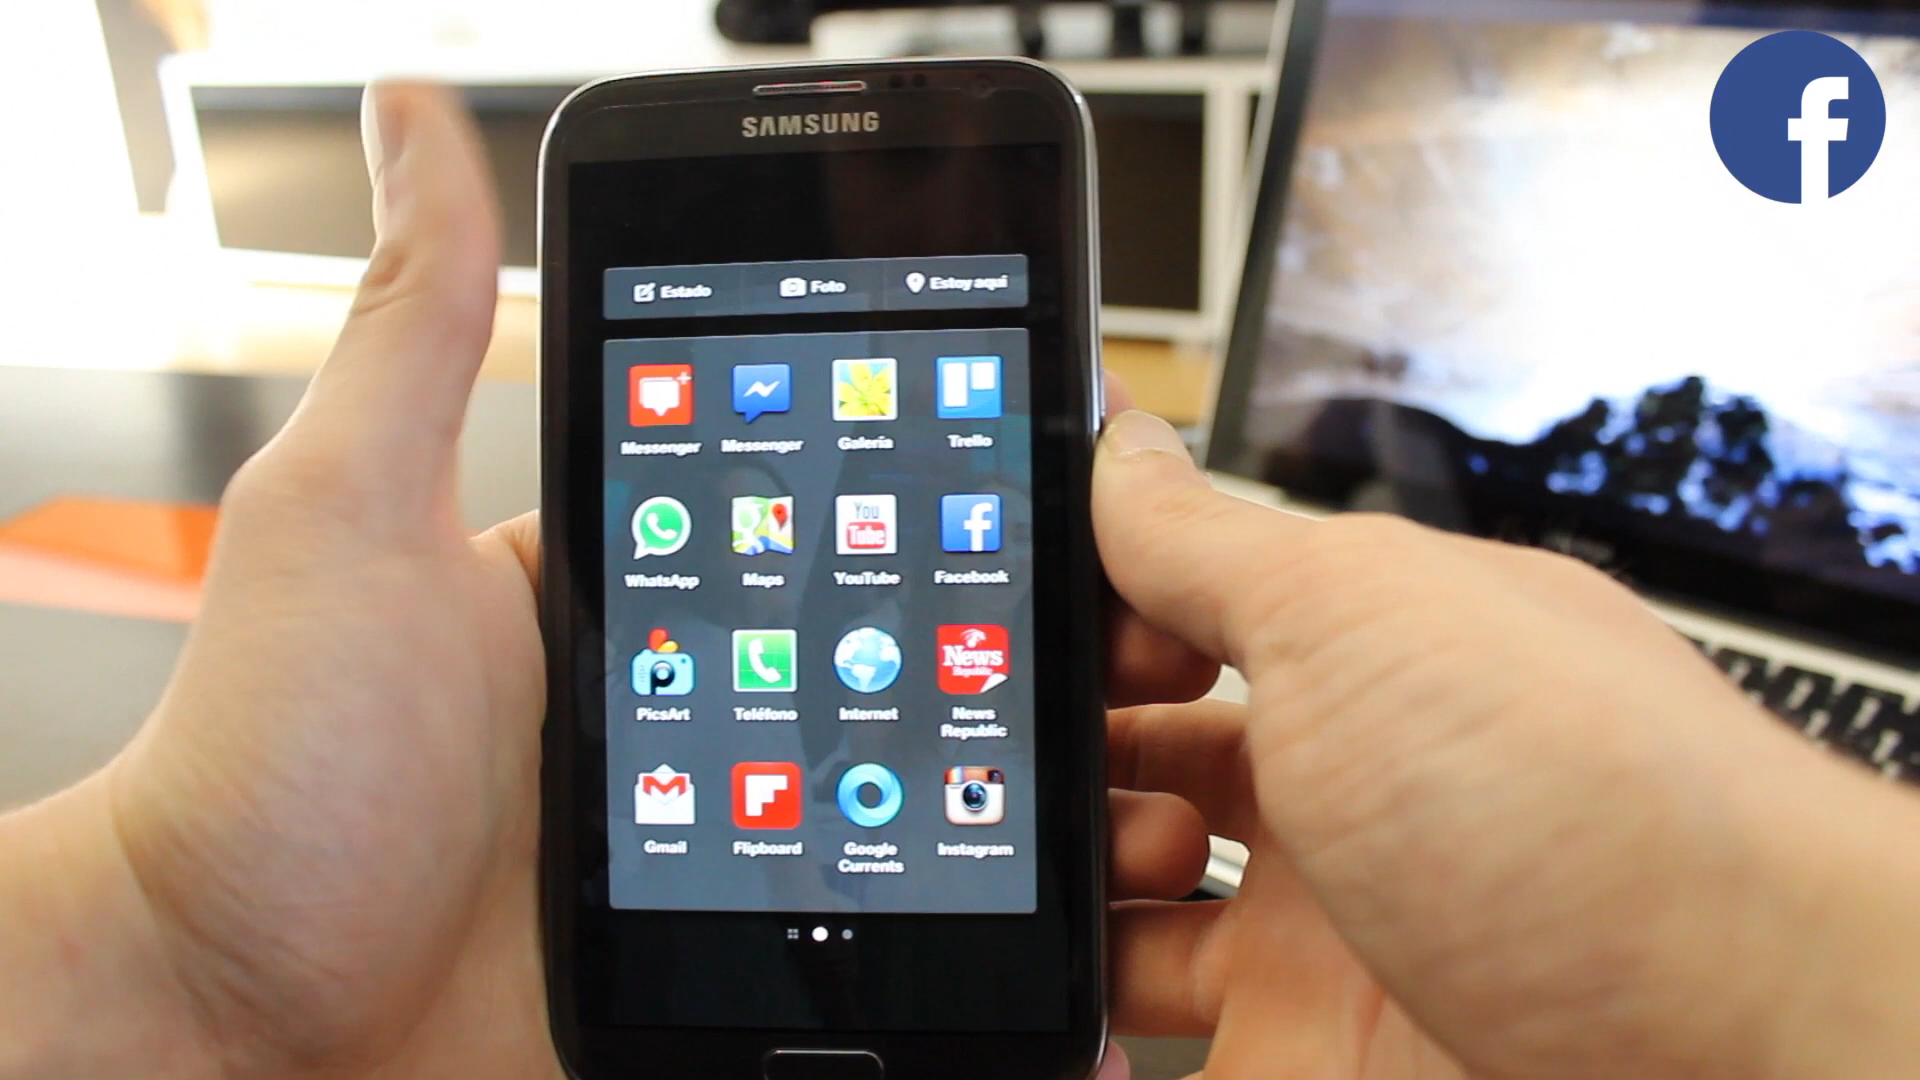 SAMSUNG
Estado Foto Estoy aquí
Messenger Messenger Galería Trello
You
Tube
WhatsApp Maps YouTube Facebook
News
Republic
PicsArt Teléfono Internet News
Republic
Gmail Flipboard Google
Currents Instagram